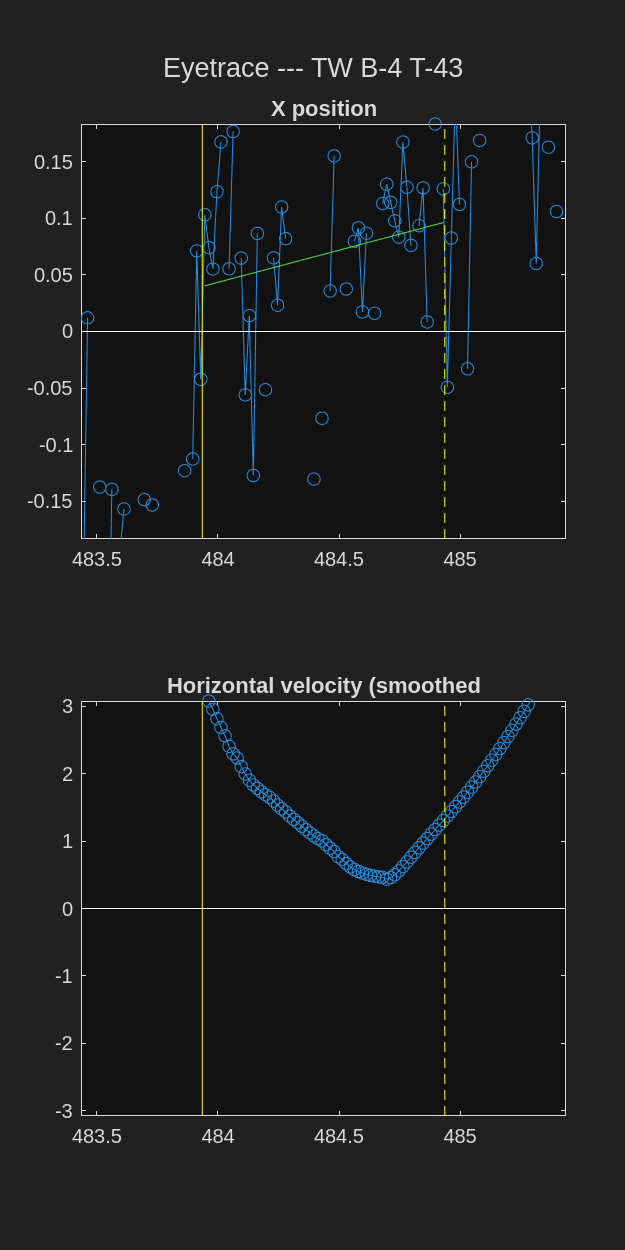 Eyetrace --- TW B-4 T-43
X position
0.15
0.1
0.05
0
-0.05
-0.1
-0.15
483.5 484 484.5 485
Horizontal velocity (smoothed
3
2
1
0
-1
-2
-3
483.5 484 484.5 485